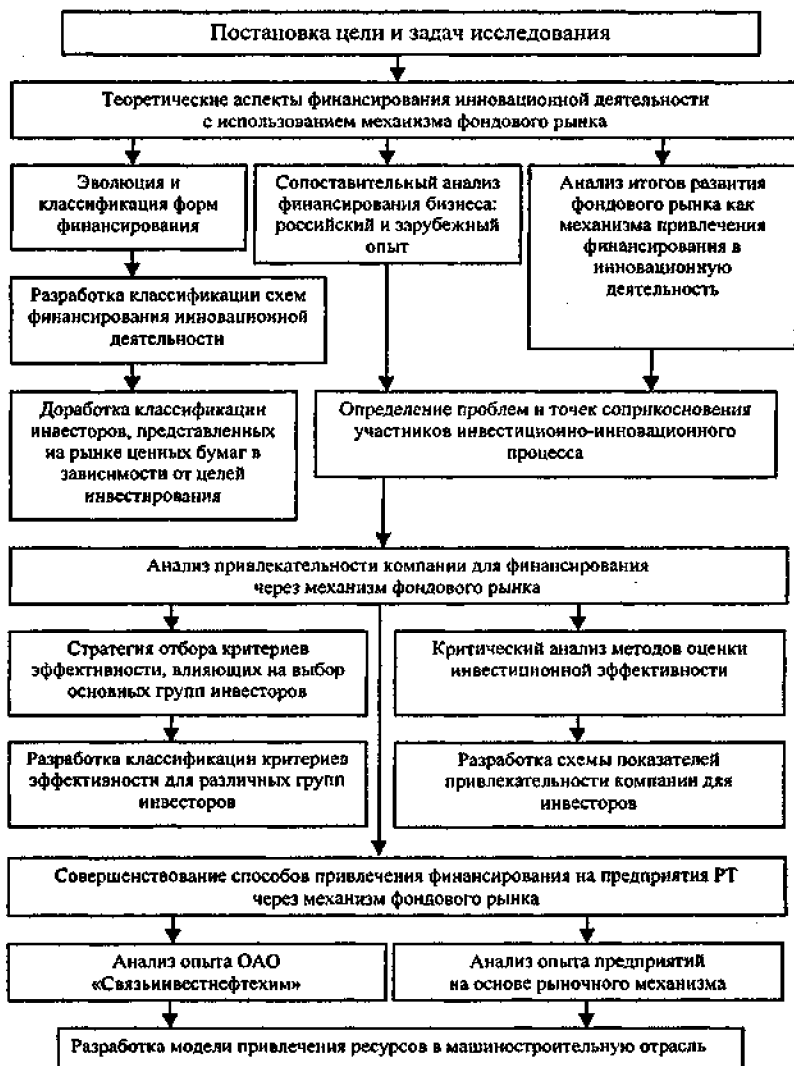 Постановка цели и задач исследования
Теоретические аспекты финансирования инновационной деятельности
с использованием механизма фондового рынка
Эволюция и
классификация форм
финансирования
Сопоставительный анализ
финансирования бизнеса:
российский и зарубежный
опыт
Анализ итогов развития
фондового рынка как
механизма привлечения
финансирования в
инновационную
деятельность
Разработка классификации схем
финансирования инновационной
деятельности
Доработка классификации
инвесторов, представленных
на рынке ценных бумаг в
зависимости от целей
инвестирования
Определение проблем и точек соприкосновения
участников инвестиционно-инновационного
процесса
Анализ привлекательности компании для финансирования
через механизм фондового рынка
Стратегия отбора критериев
эффективности, влияющих на выбор
основных групп инвесторов
Критический анализ методов оценки
инвестиционной эффективности
Разработка классификации критериев
эффективности для различных групп
инвесторов
Разработка схемы показателей
привлекательности компании для
инвесторов
Совершенствование способов привлечения финансирования на предприятия РТ
через механизм фондового рынка
Анализ опыта ОАО
«Связьинвестнефтехим»
Анализ опыта предприятий
на основе рыночного механизма
Разработка модели привлечения ресурсов в машиностроительную отрасль